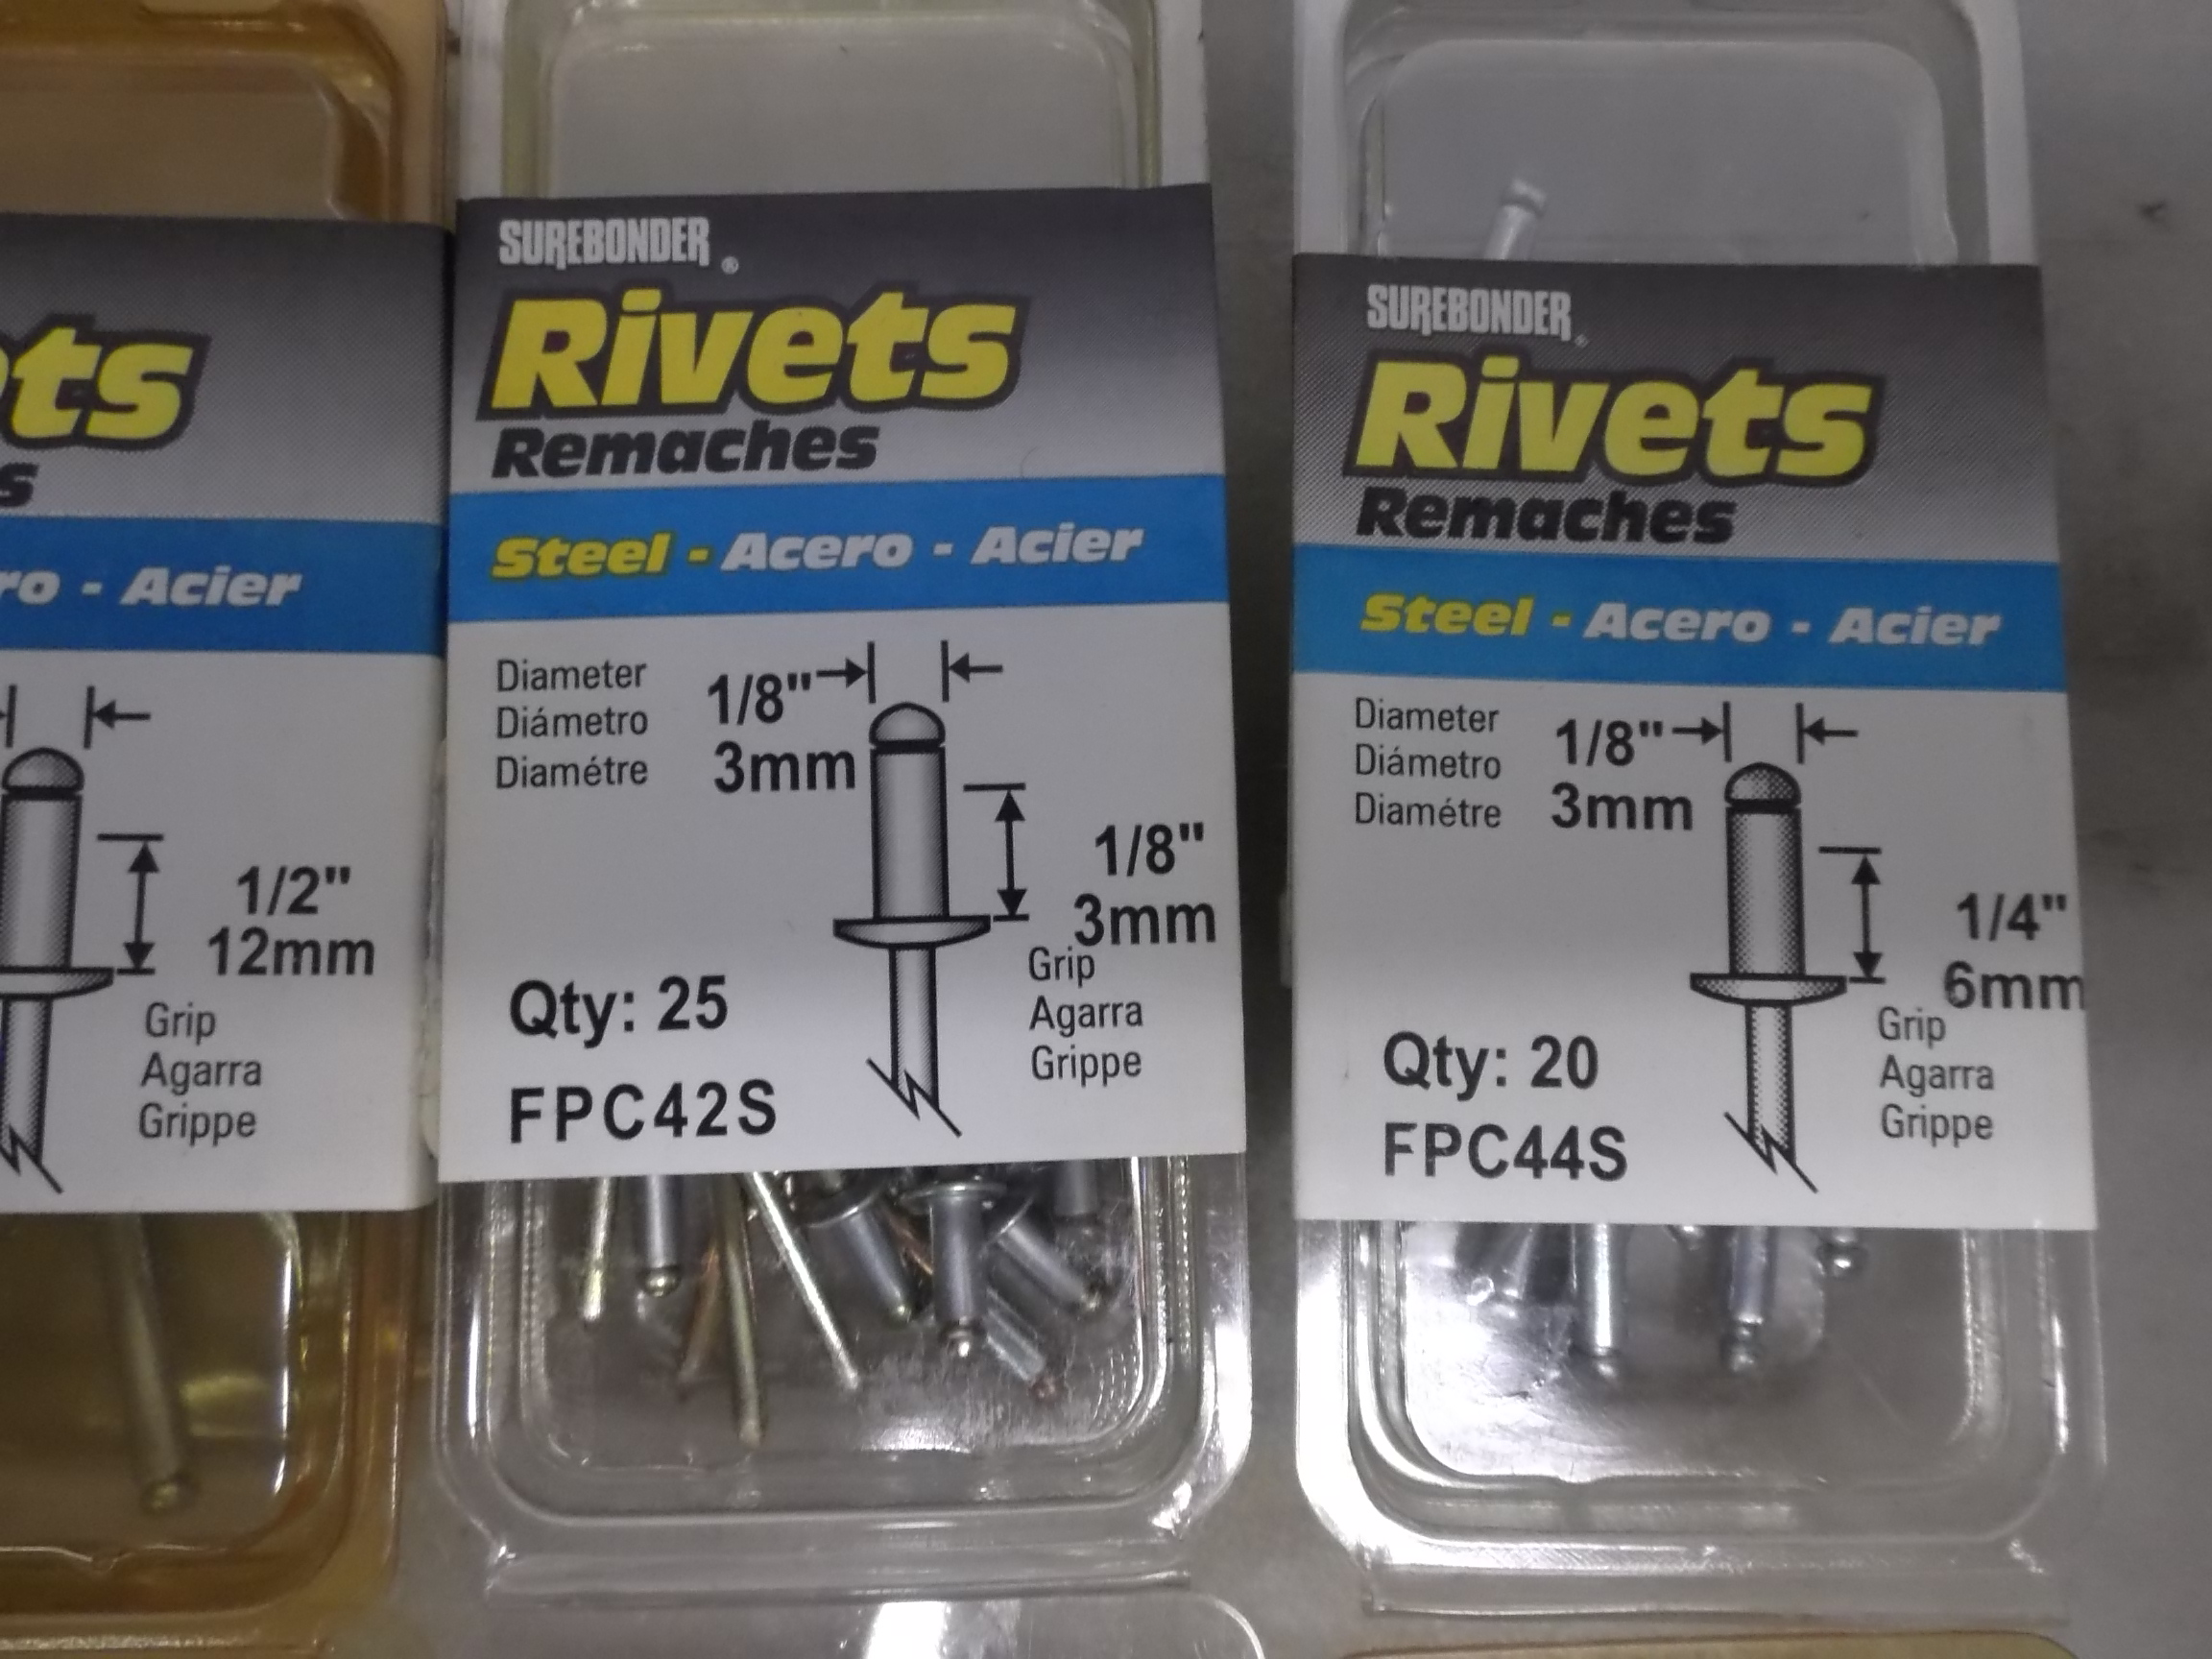 ts
s
ro - Acier
1/2"
12mm
Grip
Agarra
Grippe
SUREBONDER®
Rivets
Remaches
Steel - Acero - Acier
Diameter
Diámetro
Diamétre
1/8"
3mm
1/8"
3mm
Grip
Agarra
Grippe
Qty: 25
FPC42S
SUREBONDER®
Rivets
Remaches
Steel - Acero - Acier
Diameter
Diámetro
Diamétre
1/8"
3mm
1/4"
6mm
Grip
Agarra
Grippe
Qty: 20
FPC44S